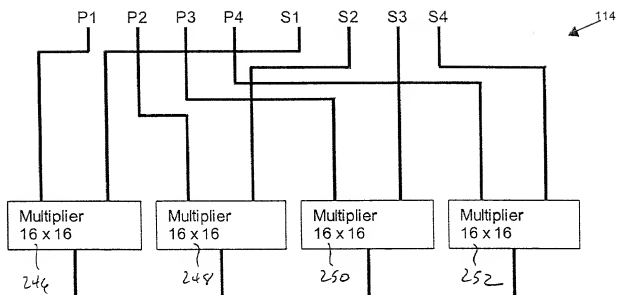 P1 P2 P3 P4 S1 S2 S3 S4
114
Multiplier
16 x 16
Multiplier
16 x 16
Multiplier
16 x 16
Multiplier
16 x 16
246 248 250 252